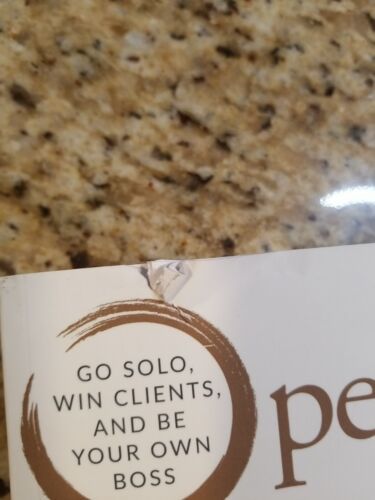 GO SOLO,
WIN CLIENTS,
AND BE
YOUR OWN
BOSS
pe